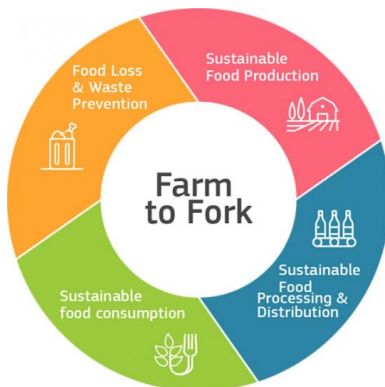 Farm
to Fork
Sustainable
Food Production
Sustainable
Food
Processing &
Distribution
Sustainable
food consumption
Food Loss
& Waste
Prevention